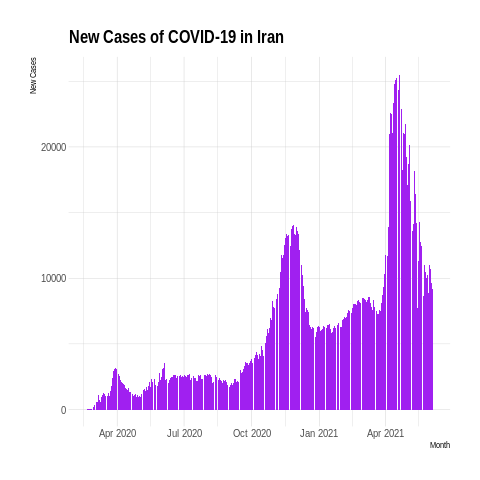 New Cases of COVID-19 in Iran
New Cases
20000
10000
0
Apr 2020 Jul 2020 Oct 2020 Jan 2021 Apr 2021
Month